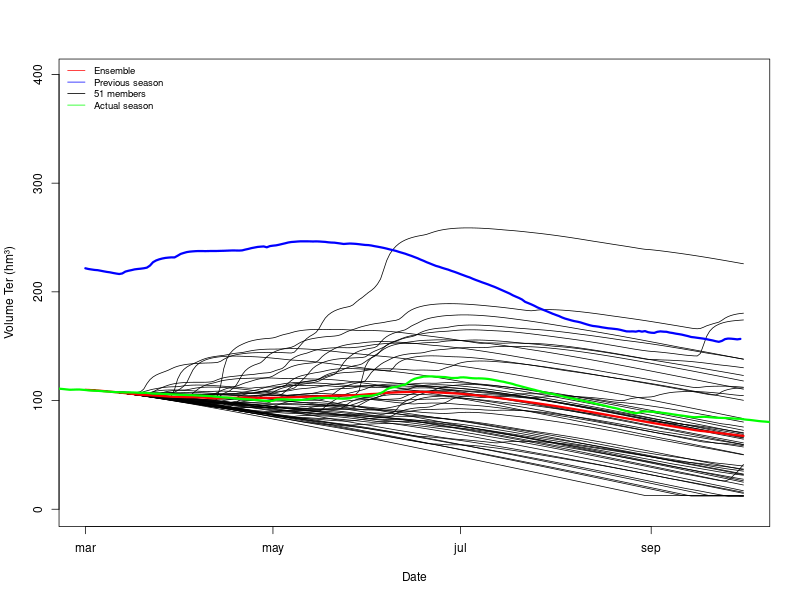 Ensemble
Previous season
51 members
Actual season
Volume Ter (hm³)
400
300
200
100
0
mar
may
jul
sep
Date